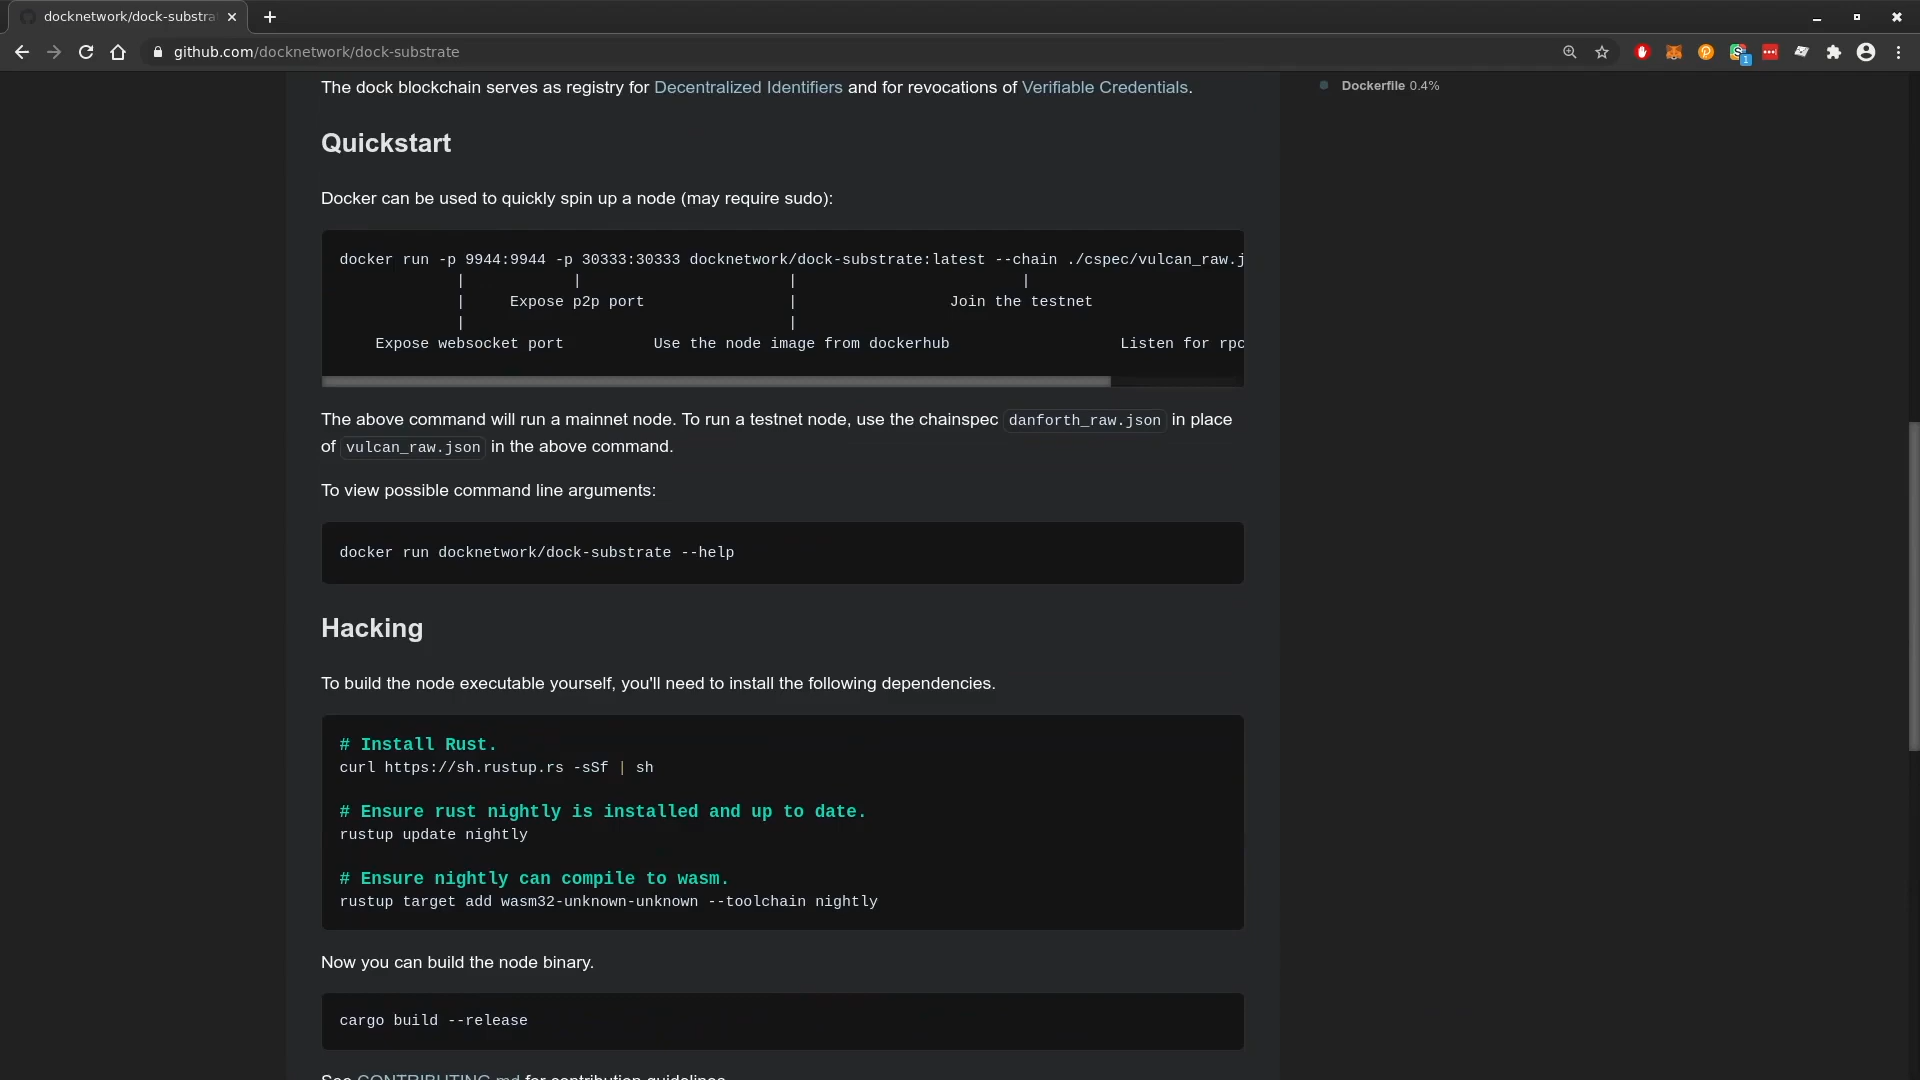 docknetwork/dock-substra
github.com/docknetwork/dock-substrate
1
The dock blockchain serves as registry for Decentralized Identifiers and for revocations of Verifiable Credentials.
Dockerfile 0.4%
Quickstart
Docker can be used to quickly spin up a node (may require sudo):
docker run -p 9944:9944 -p 30333:30333 docknetwork/dock-substrate:latest --chain ./cspec/vulcan_raw.j
| | | |
| Expose p2p port | Join the testnet
| |
Expose websocket port Use the node image from dockerhub Listen for rpc
The above command will run a mainnet node. To run a testnet node, use the chainspec danforth_raw.json in place
of vulcan_raw.json in the above command.
To view possible command line arguments:
docker run docknetwork/dock-substrate --help
Hacking
To build the node executable yourself, you'll need to install the following dependencies.
# Install Rust.
curl https://sh.rustup.rs -sSf | sh
# Ensure rust nightly is installed and up to date.
rustup update nightly
# Ensure nightly can compile to wasm.
rustup target add wasm32-unknown-unknown --toolchain nightly
Now you can build the node binary.
cargo build --release
See CONTRIBUTING.md for contribution guidelines.